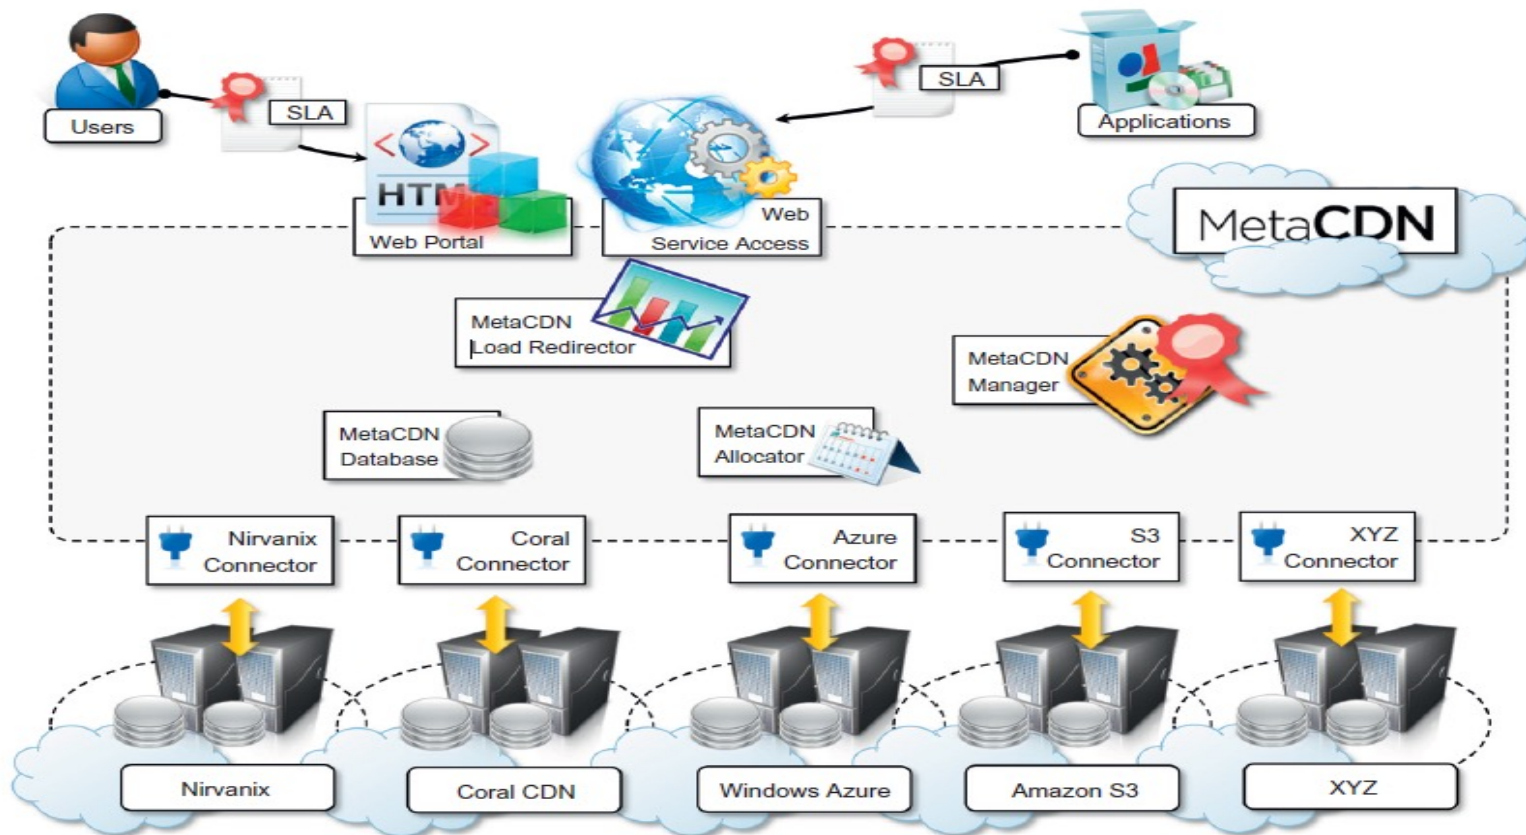 SLA
SLA
Users
Applications
HTM
Web Portal
Web
Service Access
MetaCDN
MetaCDN
Load Redirector
MetaCDN
Manager
MetaCDN
Database
MetaCDN
Allocator
Nirvanix
Connector
Coral
Connector
Azure
Connector
S3
Connector
XYZ
Connector
Nirvanix
Coral CDN
Windows Azure
Amazon S3
XYZ